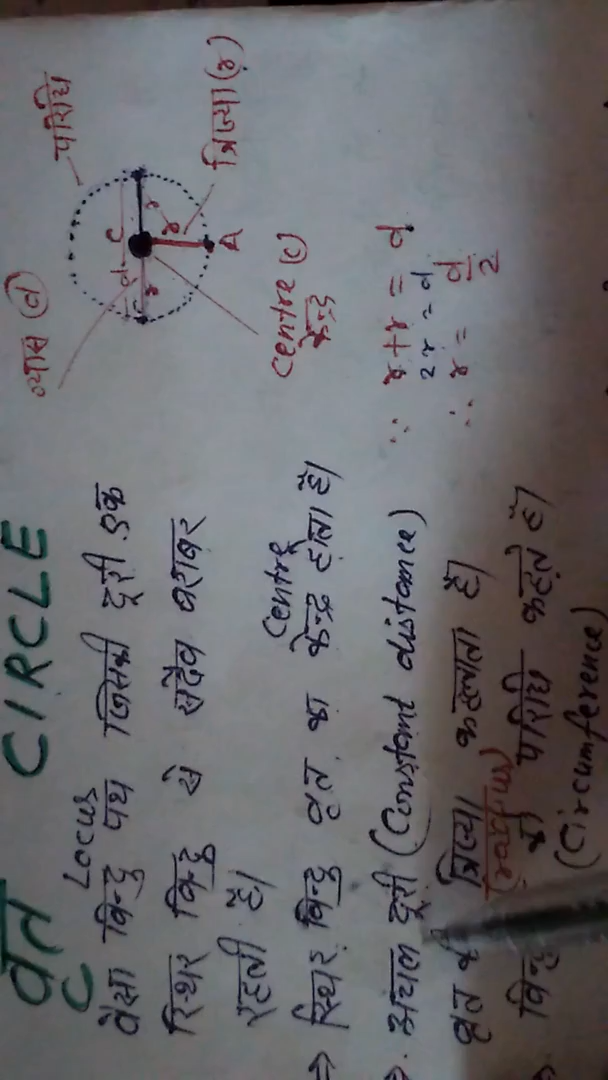 वृत CIRCLE
Locus
वैसा बिन्दु पथ जिसकी दूरी एक
स्थिर बिन्दु से सदैव बराबर
रहती है।
Centre
⇒ स्थिर बिन्दु वृत का केन्द्र होता है।
⇒ अचल दूरी (Constant distance)
वृत की त्रिज्या कहलाता है।
(radius)
बिन्दु परिधि कहते है।
(Circumference)
व्यास (d)
परिधि
त्रिज्या (r)
C
d
r
r
r
A
Centre (c)
केन्द्र
∵ r + r = d
2r = d
∴ r = d/2